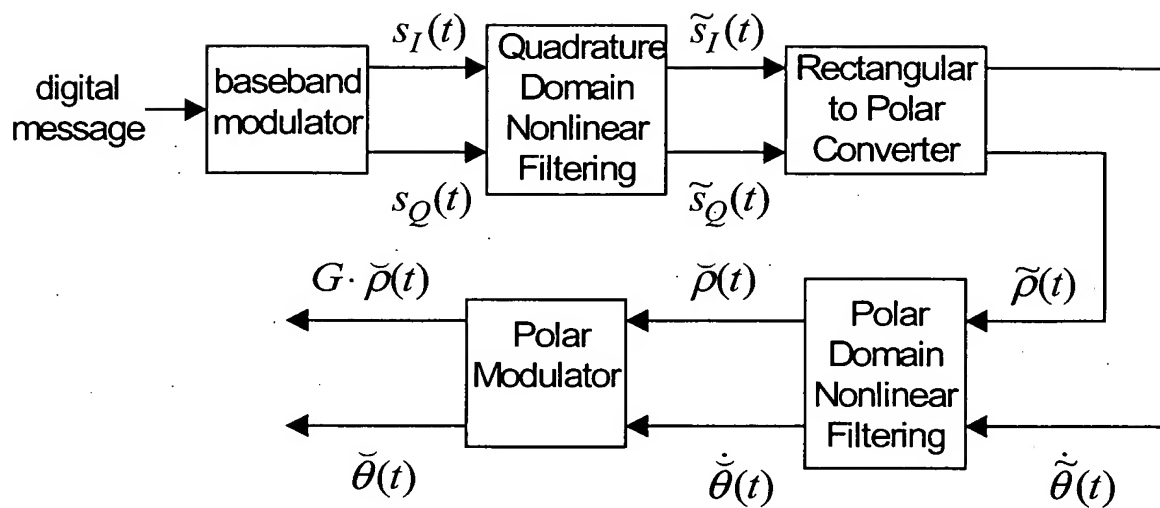 digital
message
baseband
modulator
s_I(t)
s_Q(t)
Quadrature
Domain
Nonlinear
Filtering
s̃_I(t)
s̃_Q(t)
Rectangular
to Polar
Converter
G· ρ̆(t)
θ̆(t)
Polar
Modulator
ρ̆(t)
θ̆̇(t)
Polar
Domain
Nonlinear
Filtering
ρ̃(t)
θ̃̇(t)